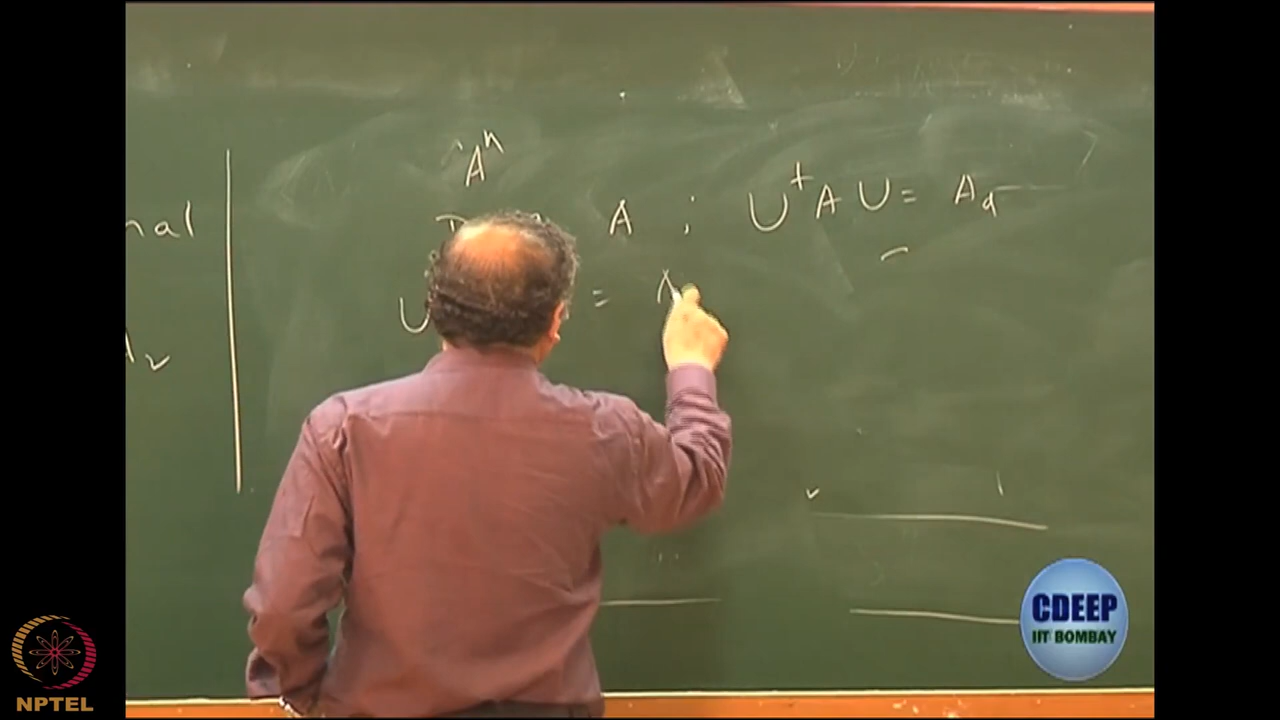 Aⁿ
nal
A ; U†AU = A_d
U =
CDEEP
IIT BOMBAY
NPTEL